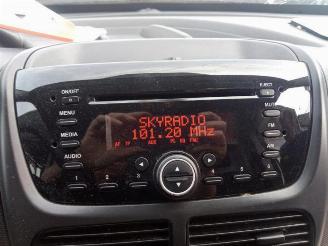 ON/OFF
EJECT
MENU
MUTE
SKYRADIO
101.20 MHz
MEDIA
FM
AUDIO
AM
1 2 3 4 5 6